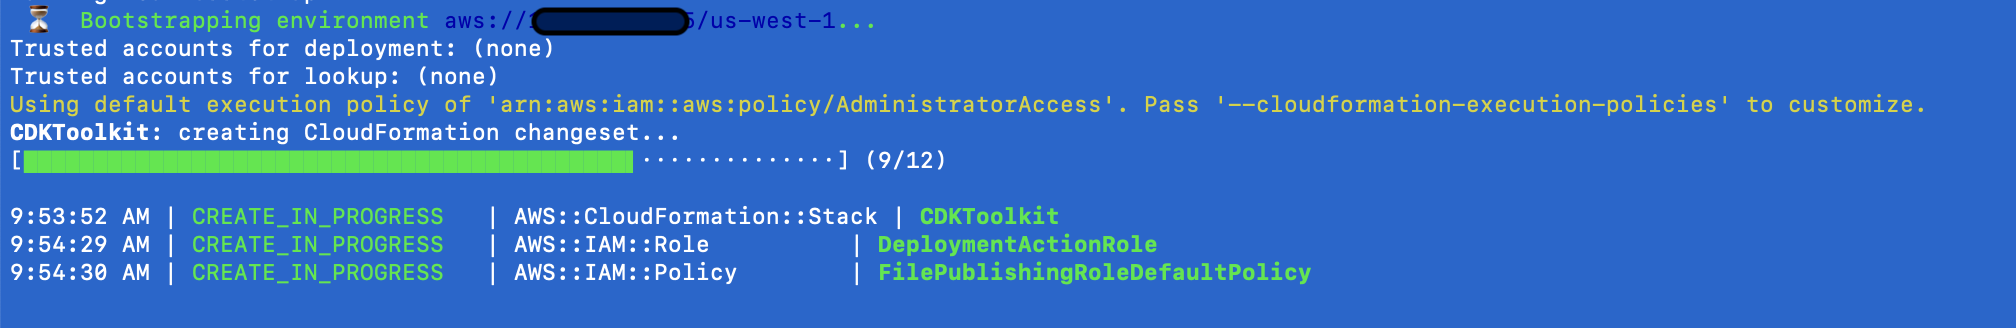 Bootstrapping environment aws://1 5/us-west-1...
Trusted accounts for deployment: (none)
Trusted accounts for lookup: (none)
Using default execution policy of 'arn:aws:iam::aws:policy/AdministratorAccess'. Pass '--cloudformation-execution-policies' to customize.
CDKToolkit: creating CloudFormation changeset...
[··············] (9/12)
9:53:52 AM | CREATE_IN_PROGRESS | AWS::CloudFormation::Stack | CDKToolkit
9:54:29 AM | CREATE_IN_PROGRESS | AWS::IAM::Role | DeploymentActionRole
9:54:30 AM | CREATE_IN_PROGRESS | AWS::IAM::Policy | FilePublishingRoleDefaultPolicy